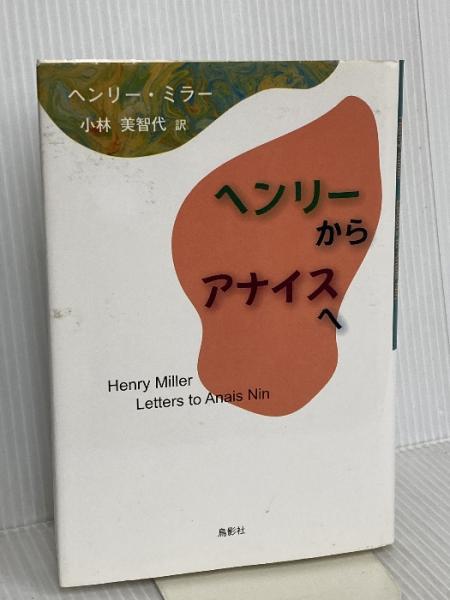 ヘンリー・ミラー
小林 美智代 訳
ヘンリー
から
アナイス
へ
Henry Miller
Letters to Anais Nin
鳥影社